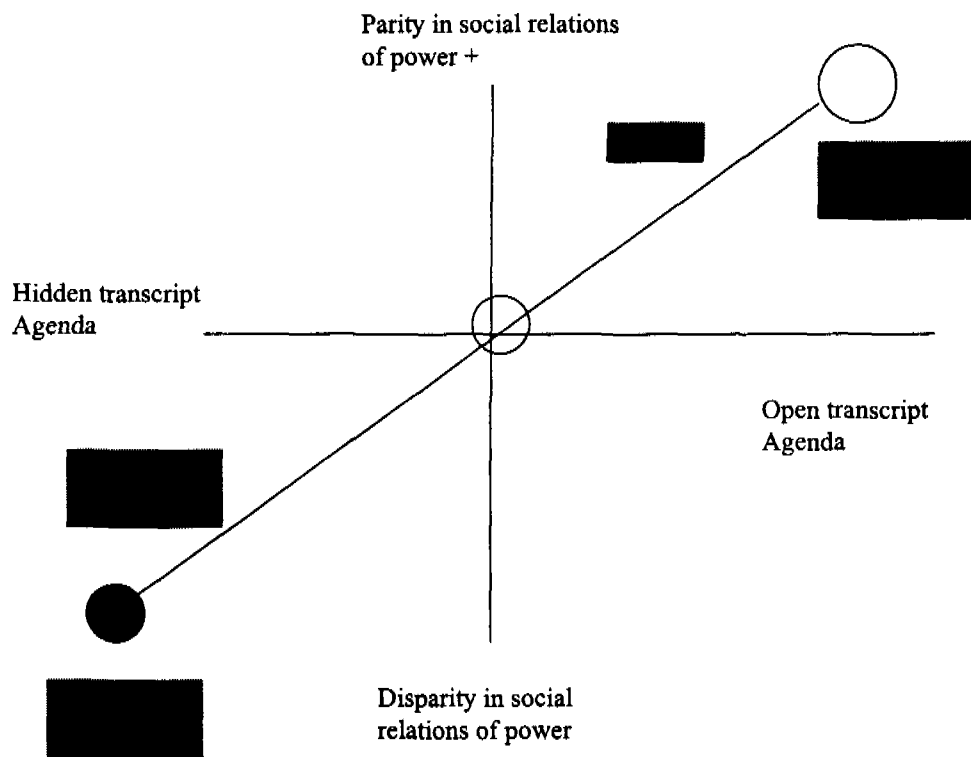 Parity in social relations
of power +
Hidden transcript
Agenda
Open transcript
Agenda
Disparity in social
relations of power